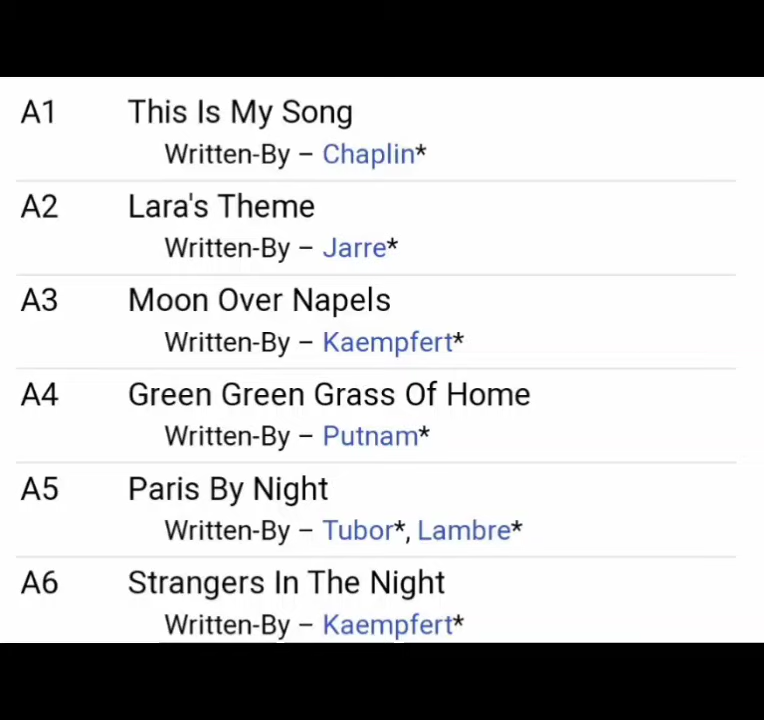 A1 This Is My Song
Written-By – Chaplin*
A2 Lara's Theme
Written-By – Jarre*
A3 Moon Over Napels
Written-By – Kaempfert*
A4 Green Green Grass Of Home
Written-By – Putnam*
A5 Paris By Night
Written-By – Tubor*, Lambre*
A6 Strangers In The Night
Written-By – Kaempfert*